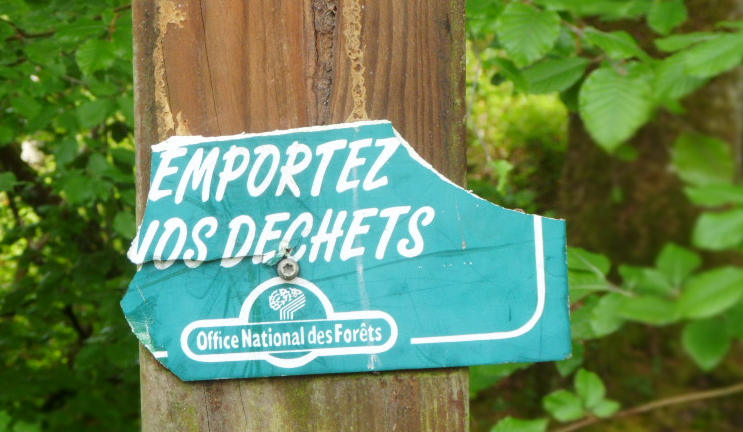 EMPORTEZ
VOS DECHETS
Office National des Forêts